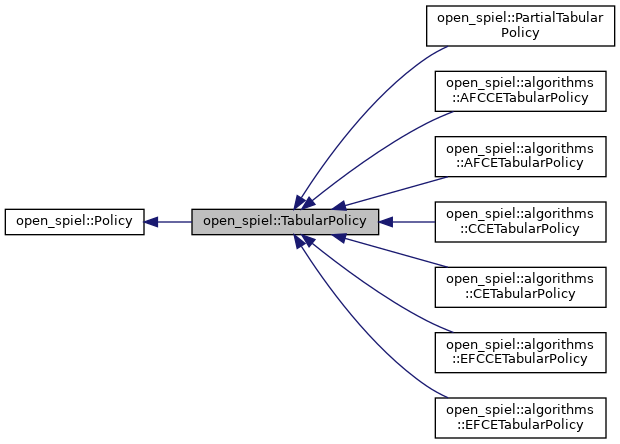 open_spiel::PartialTabular
Policy
open_spiel::algorithms
::AFCCETabularPolicy
open_spiel::algorithms
::AFCETabularPolicy
open_spiel::Policy
open_spiel::TabularPolicy
open_spiel::algorithms
::CCETabularPolicy
open_spiel::algorithms
::CETabularPolicy
open_spiel::algorithms
::EFCCETabularPolicy
open_spiel::algorithms
::EFCETabularPolicy